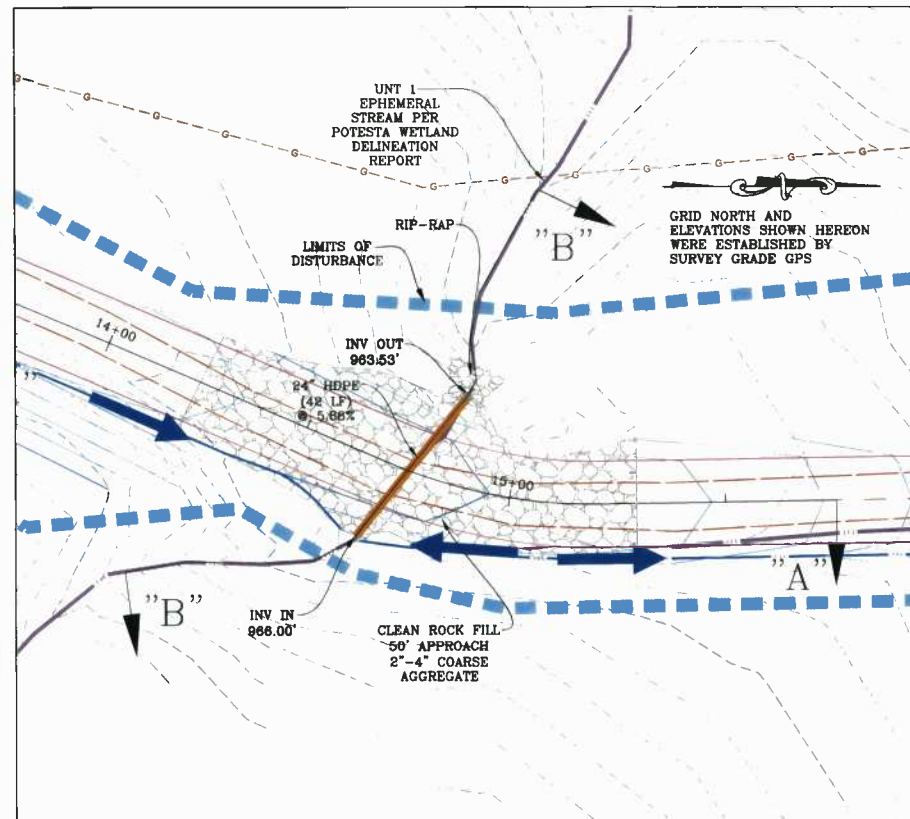 UNT 1
EPHEMERAL
STREAM PER
POTESTA WETLAND
DELINEATION
REPORT
G G G G G G G G G G G
RIP-RAP
"B"
GRID NORTH AND
ELEVATIONS SHOWN HEREON
WERE ESTABLISHED BY
SURVEY GRADE GPS
LIMITS OF
DISTURBANCE
14+00
INV OUT
963.53'
24" HDPE
(42 LF)
@ 5.88%
15+00
"A"
"B"
INV IN
966.00'
CLEAN ROCK FILL
50' APPROACH
2"-4" COARSE
AGGREGATE